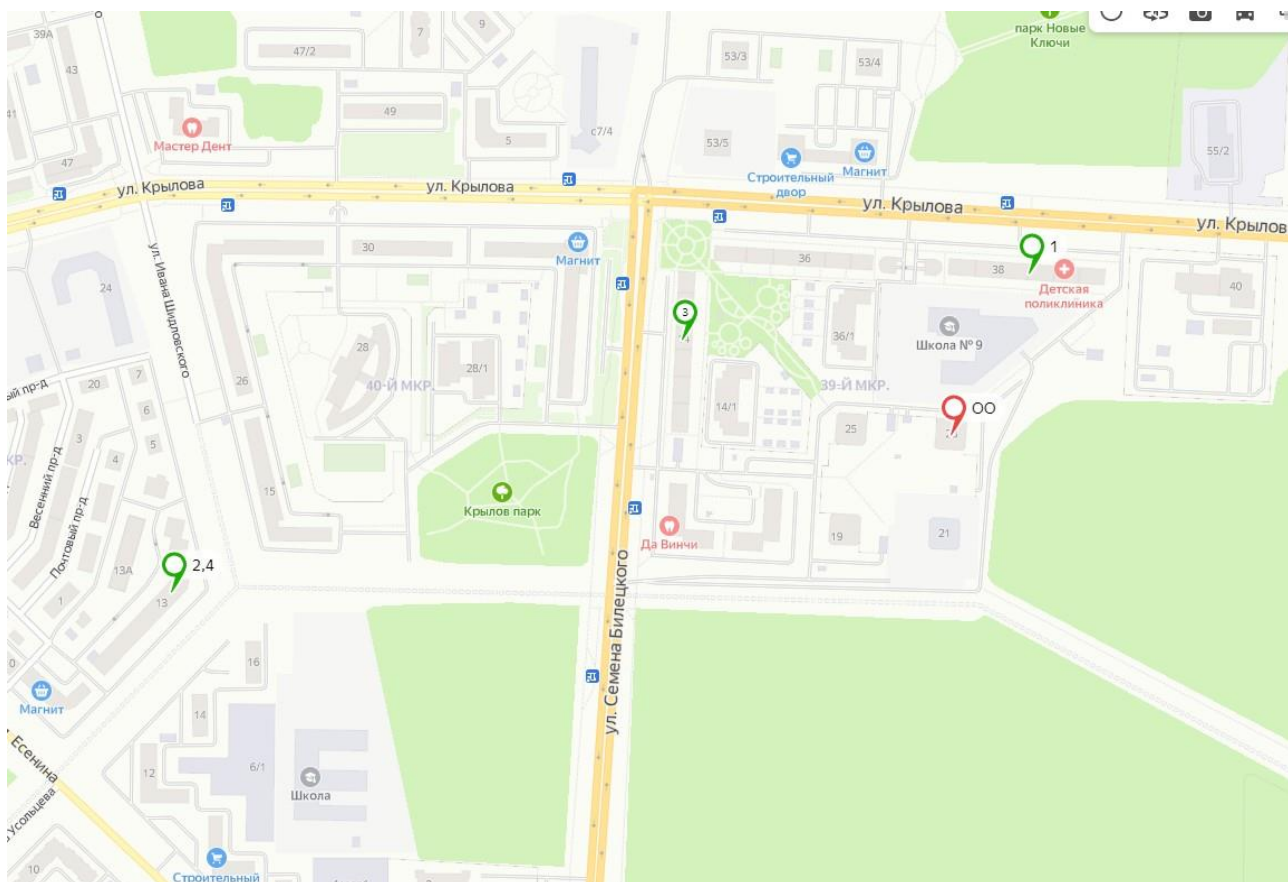 39А
43
41
47
47/2
7
9
53/3
53/4
парк Новые
Ключи
49
5
с7/4
53/5
55/2
Мастер Дент
Строительный
двор
Магнит
ул. Крылова
ул. Крылова
ул. Крылова
ул. Крылов
30
Магнит
36
38
1
Детская
поликлиника
40
24
ул. Ивана Шидловского
28
28/1
26
40-Й МКР.
3
14/1
36/1
Школа № 9
39-Й МКР.
25
ОО
ый пр-д
20
7
6
5
3
4
КР.
Весенний пр-д
Почтовый пр-д
15
Крылов парк
Да Винчи
19
21
13А
1
2,4
13
ул. Семена Билецкого
16
14
12
6/1
Школа
Магнит
Есенина
Усольцева
10
Строительный